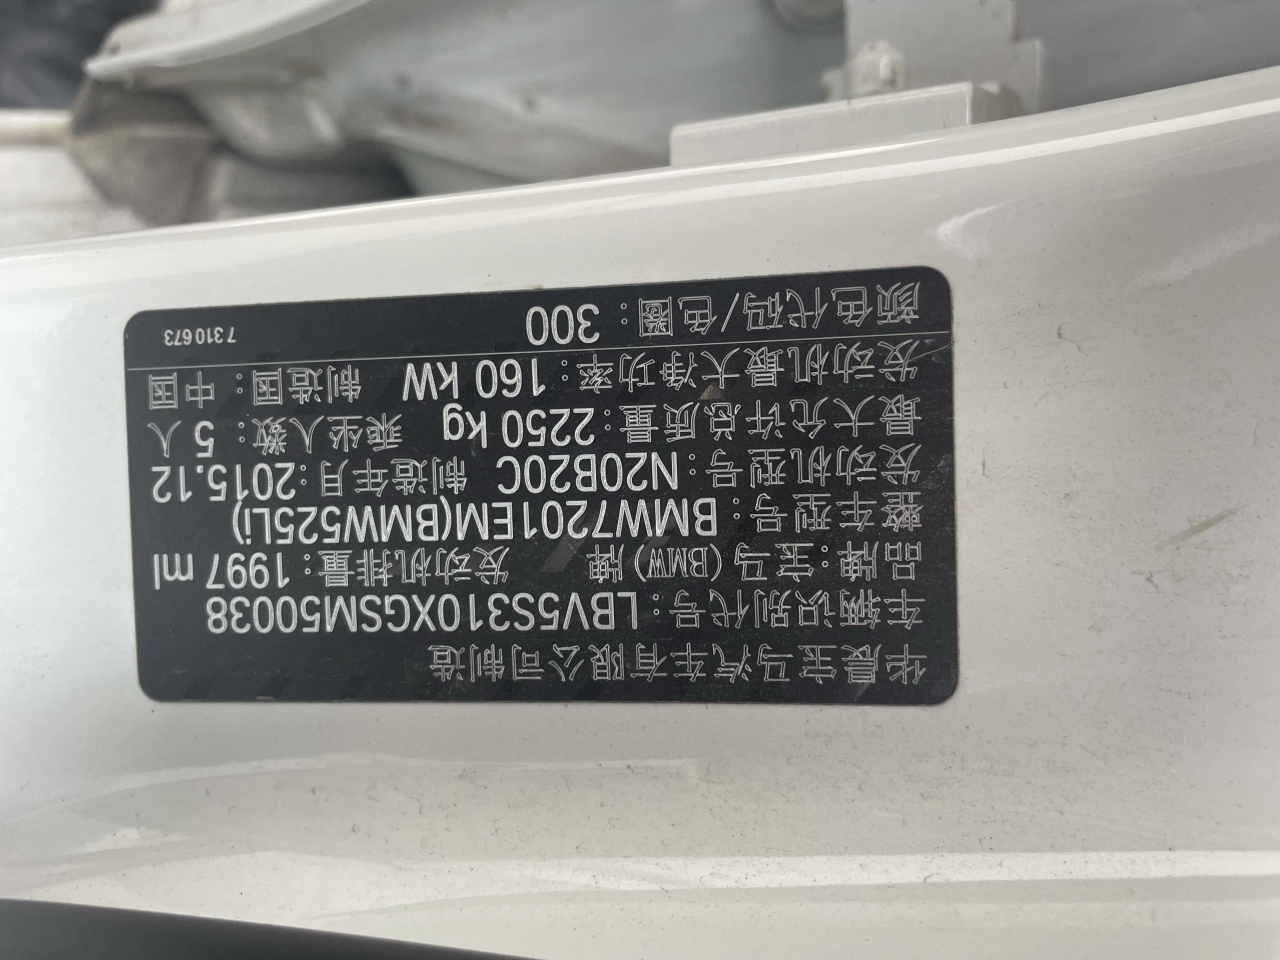 华晨宝马汽车有限公司制造
车辆识别代号：LBV5S310XGSM50038
品牌：宝马（BMW）牌 发动机排量：1997 ml
整车型号：BMW7201EM(BMW525Li)
发动机型号：N20B20C 制造年月：2015.12
最大允许总质量：2250 kg 乘坐人数：5 人
发动机最大净功率：160 kW 制造国：中国
颜色代码/色圈：300 7310673